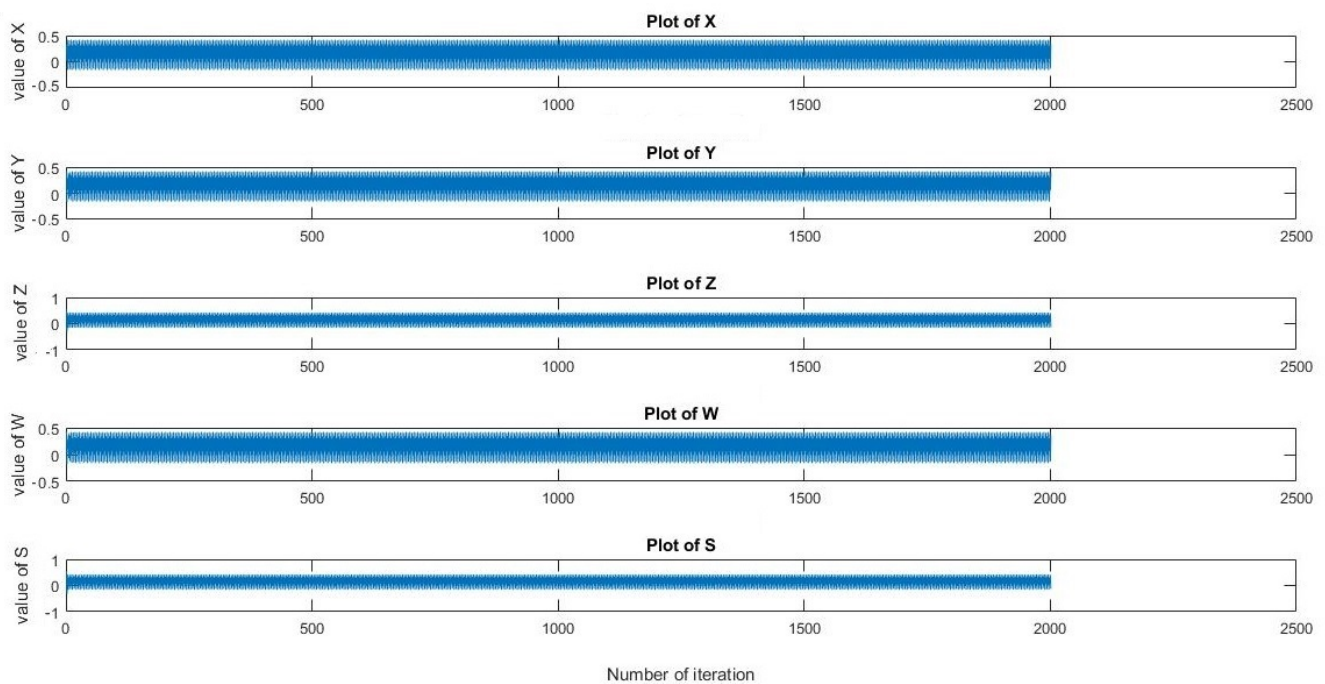 Plot of X
value of X
0.5
0
-0.5
0 500 1000 1500 2000 2500
Plot of Y
value of Y
0.5
0
-0.5
0 500 1000 1500 2000 2500
Plot of Z
value of Z
1
0
-1
0 500 1000 1500 2000 2500
Plot of W
value of W
0.5
0
-0.5
0 500 1000 1500 2000 2500
Plot of S
value of S
1
0
-1
0 500 1000 1500 2000 2500
Number of iteration